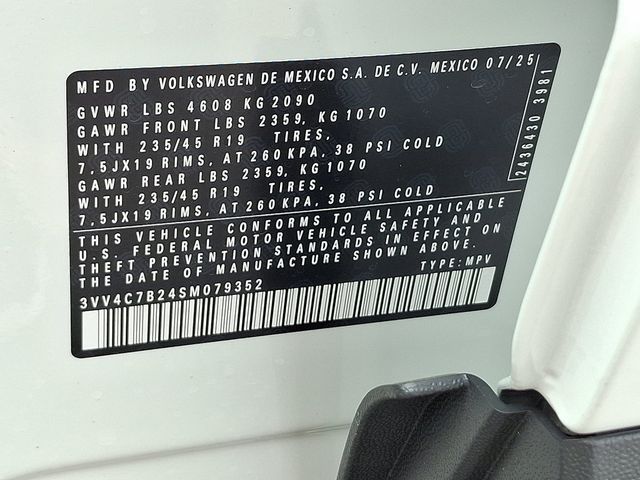 MFD BY VOLKSWAGEN DE MEXICO S.A. DE C.V. MEXICO 07/25
GVWR LBS 4608 KG 2090
GAWR FRONT LBS 2359, KG 1070
WITH 235/45 R19 TIRES,
7,5JX19 RIMS, AT 260 KPA, 38 PSI COLD
GAWR REAR LBS 2359, KG 1070
WITH 235/45 R19 TIRES,
7,5JX19 RIMS, AT 260 KPA, 38 PSI COLD
THIS VEHICLE CONFORMS TO ALL APPLICABLE
U.S. FEDERAL MOTOR VEHICLE SAFETY AND
THEFT PREVENTION STANDARDS IN EFFECT ON
THE DATE OF MANUFACTURE SHOWN ABOVE.
3VV4C7B24SM079352 TYPE: MPV
2436430 3981